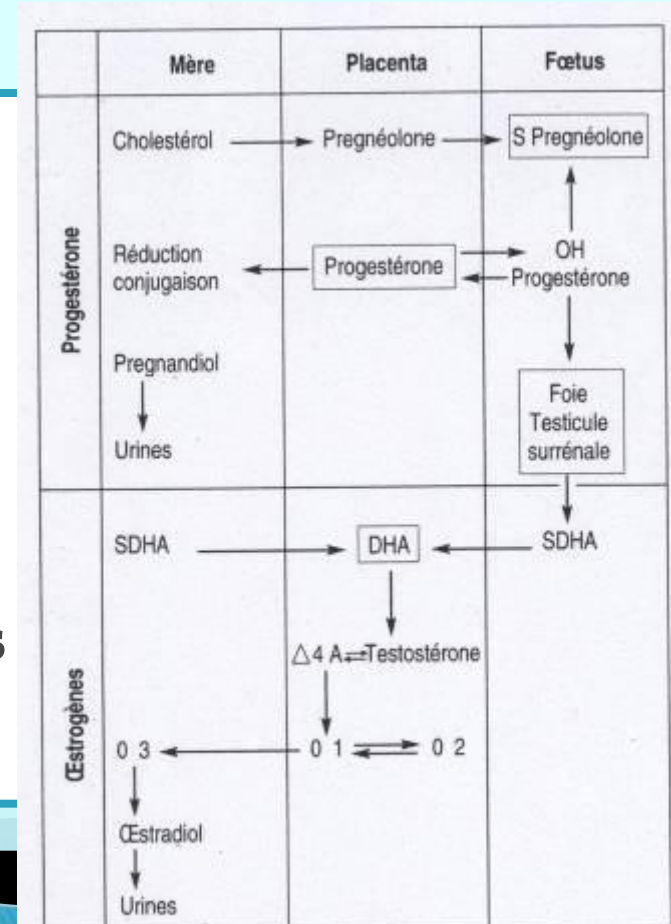 Mère Placenta Fœtus
Progestérone
Cholestérol → Pregnéolone → S Pregnéolone
Réduction
conjugaison ← Progestérone ⇄ OH
Progestérone
Pregnandiol
Urines
Foie
Testicule
surrénale
Œstrogènes
SDHA → DHA ← SDHA
△4 A⇄Testostérone
0 3 ← 0 1 ⇄ 0 2
Œstradiol
Urines
s